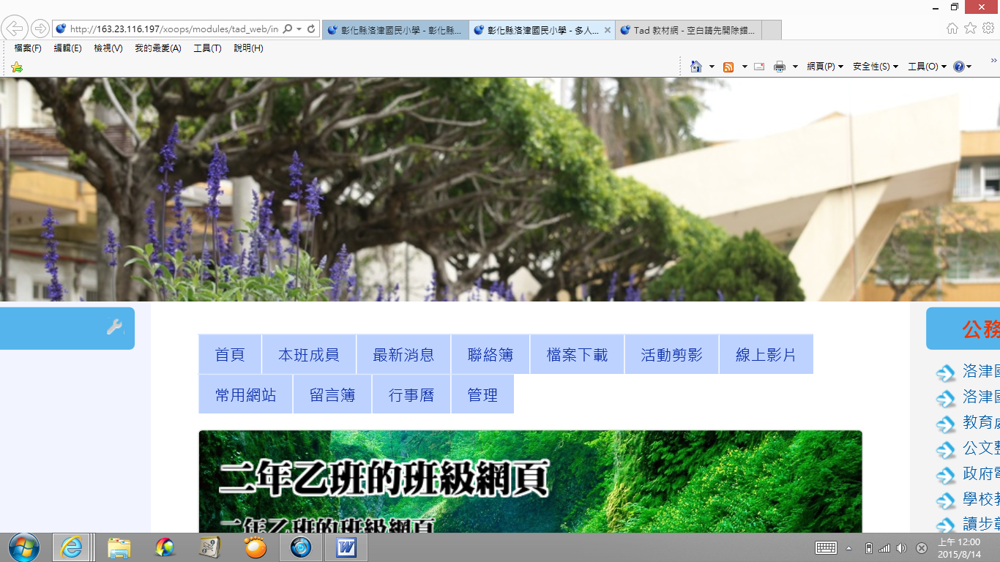 http://163.23.116.197/xoops/modules/tad_web/in
彰化縣洛津國民小學 - 彰化縣...
彰化縣洛津國民小學 - 多人...
Tad 教材網 - 空白請先開除錯...
檔案(F) 編輯(E) 檢視(V) 我的最愛(A) 工具(T) 說明(H)
網頁(P) 安全性(S) 工具(O)
公務
首頁 本班成員 最新消息 聯絡簿 檔案下載 活動剪影 線上影片
常用網站 留言簿 行事曆 管理
洛津
洛津
教育
公文
政府
學校
讀步
二年乙班的班級網頁
二年乙班的班級網頁
上午 12:00
2015/8/14